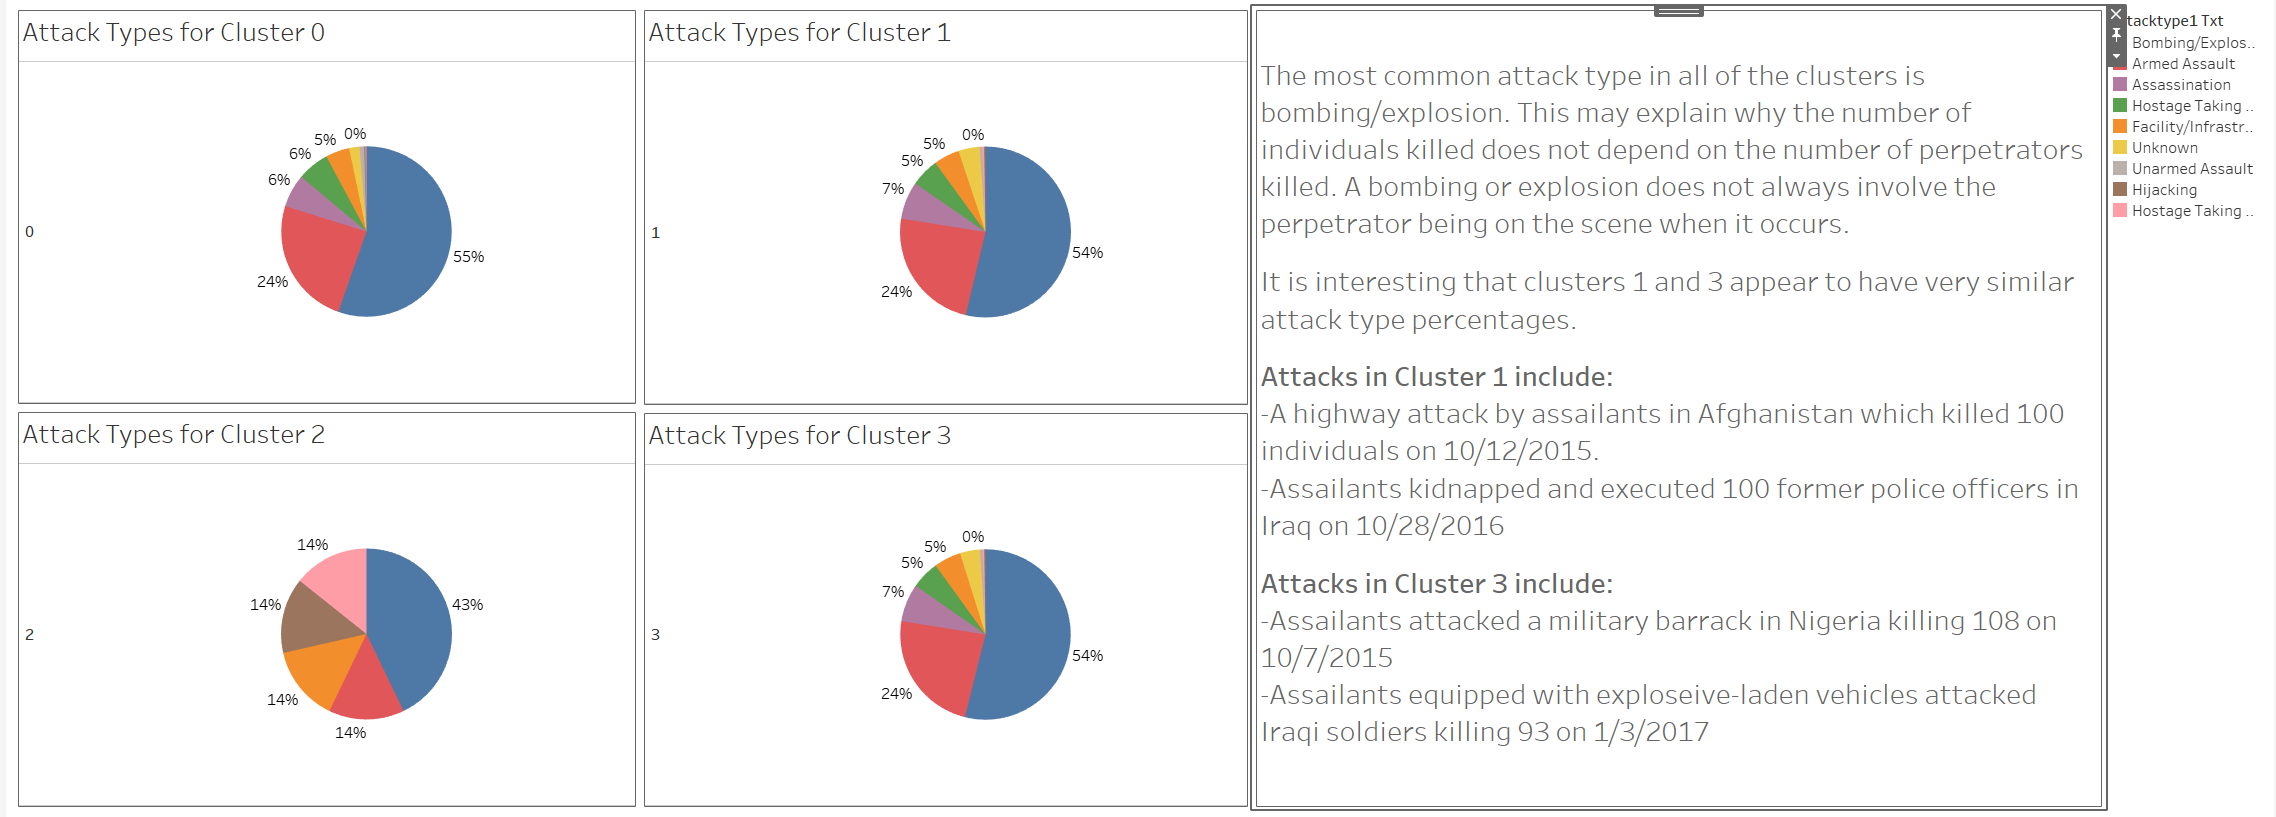 Attack Types for Cluster 0
0%
5%
6%
6%
0
55%
24%
Attack Types for Cluster 1
0%
5%
5%
7%
1
54%
24%
Attack Types for Cluster 2
14%
14%
43%
2
14%
14%
Attack Types for Cluster 3
0%
5%
5%
7%
3
54%
24%
The most common attack type in all of the clusters is
bombing/explosion. This may explain why the number of
individuals killed does not depend on the number of perpetrators
killed. A bombing or explosion does not always involve the
perpetrator being on the scene when it occurs.
It is interesting that clusters 1 and 3 appear to have very similar
attack type percentages.
Attacks in Cluster 1 include:
-A highway attack by assailants in Afghanistan which killed 100
individuals on 10/12/2015.
-Assailants kidnapped and executed 100 former police officers in
Iraq on 10/28/2016
Attacks in Cluster 3 include:
-Assailants attacked a military barrack in Nigeria killing 108 on
10/7/2015
-Assailants equipped with exploseive-laden vehicles attacked
Iraqi soldiers killing 93 on 1/3/2017
tacktype1 Txt
Bombing/Explos..
Armed Assault
Assassination
Hostage Taking ..
Facility/Infrastr..
Unknown
Unarmed Assault
Hijacking
Hostage Taking ..